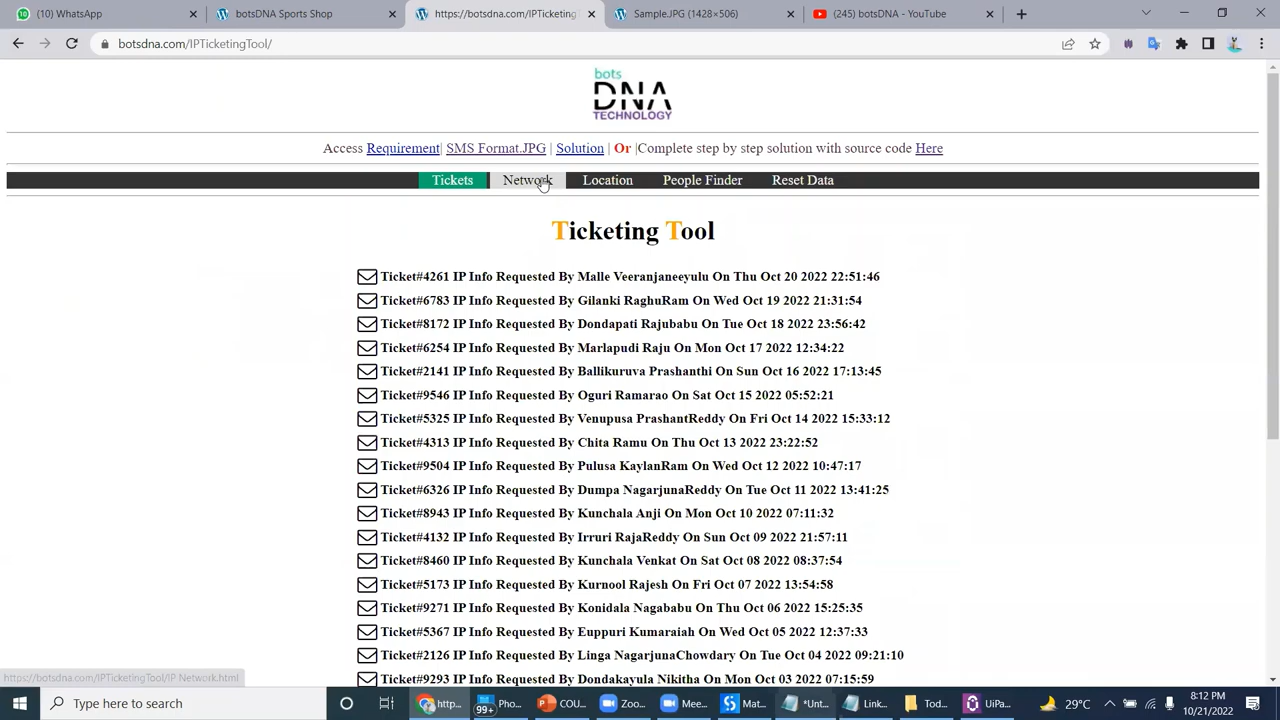 (10) WhatsApp
botsDNA Sports Shop
https://botsdna.com/IPTicketing
Sample.JPG (1428×506)
(245) botsDNA - YouTube
botsdna.com/IPTicketingTool/
bots
DNA
TECHNOLOGY
Access Requirement| SMS Format.JPG | Solution | Or |Complete step by step solution with source code Here
Tickets Network Location People Finder Reset Data
Ticketing Tool
Ticket#4261 IP Info Requested By Malle Veeranjaneeyulu On Thu Oct 20 2022 22:51:46
Ticket#6783 IP Info Requested By Gilanki RaghuRam On Wed Oct 19 2022 21:31:54
Ticket#8172 IP Info Requested By Dondapati Rajubabu On Tue Oct 18 2022 23:56:42
Ticket#6254 IP Info Requested By Marlapudi Raju On Mon Oct 17 2022 12:34:22
Ticket#2141 IP Info Requested By Ballikuruva Prashanthi On Sun Oct 16 2022 17:13:45
Ticket#9546 IP Info Requested By Oguri Ramarao On Sat Oct 15 2022 05:52:21
Ticket#5325 IP Info Requested By Venupusa PrashantReddy On Fri Oct 14 2022 15:33:12
Ticket#4313 IP Info Requested By Chita Ramu On Thu Oct 13 2022 23:22:52
Ticket#9504 IP Info Requested By Pulusa KaylanRam On Wed Oct 12 2022 10:47:17
Ticket#6326 IP Info Requested By Dumpa NagarjunaReddy On Tue Oct 11 2022 13:41:25
Ticket#8943 IP Info Requested By Kunchala Anji On Mon Oct 10 2022 07:11:32
Ticket#4132 IP Info Requested By Irruri RajaReddy On Sun Oct 09 2022 21:57:11
Ticket#8460 IP Info Requested By Kunchala Venkat On Sat Oct 08 2022 08:37:54
Ticket#5173 IP Info Requested By Kurnool Rajesh On Fri Oct 07 2022 13:54:58
Ticket#9271 IP Info Requested By Konidala Nagababu On Thu Oct 06 2022 15:25:35
Ticket#5367 IP Info Requested By Euppuri Kumaraiah On Wed Oct 05 2022 12:37:33
Ticket#2126 IP Info Requested By Linga NagarjunaChowdary On Tue Oct 04 2022 09:21:10
Ticket#9293 IP Info Requested By Dondakayula Nikitha On Mon Oct 03 2022 07:15:59
https://botsdna.com/IPTicketingTool/IP-Network.html
Type here to search
http...
99+
Pho...
COU...
Zoo...
Mee...
Mat...
*Unt...
Link...
Tod...
UiPa...
29°C
8:12 PM
10/21/2022